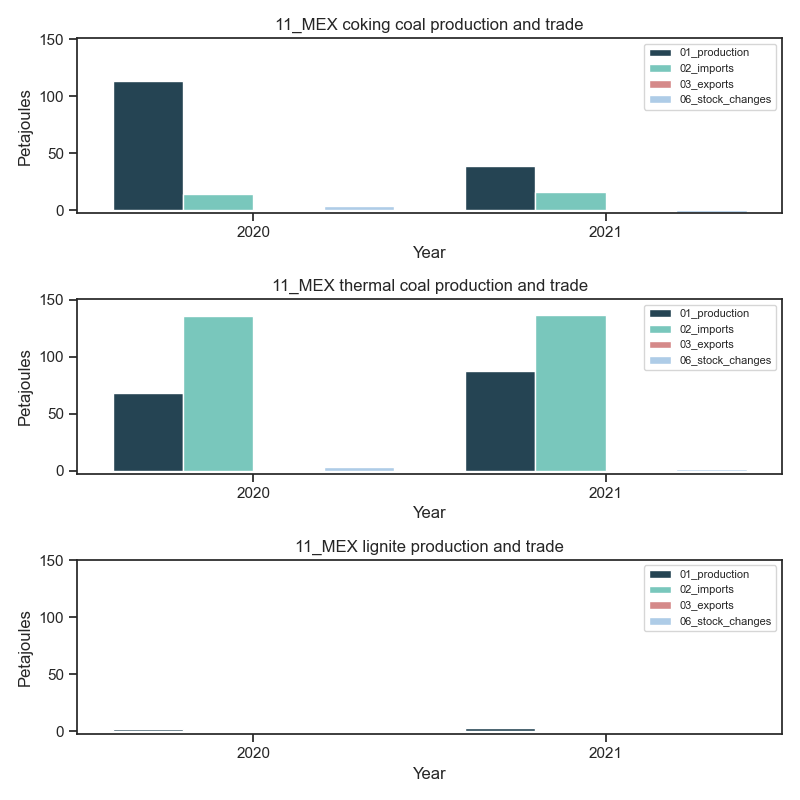 11_MEX coking coal production and trade
150
100
50
0
Petajoules
01_production
02_imports
03_exports
06_stock_changes
2020
2021
Year
11_MEX thermal coal production and trade
150
100
50
0
Petajoules
01_production
02_imports
03_exports
06_stock_changes
2020
2021
Year
11_MEX lignite production and trade
150
100
50
0
Petajoules
01_production
02_imports
03_exports
06_stock_changes
2020
2021
Year